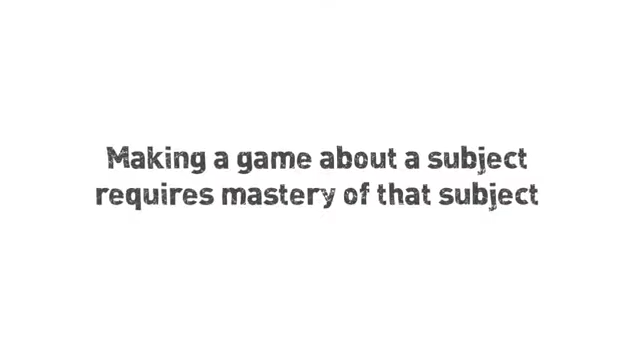 Making a game about a subject
requires mastery of that subject